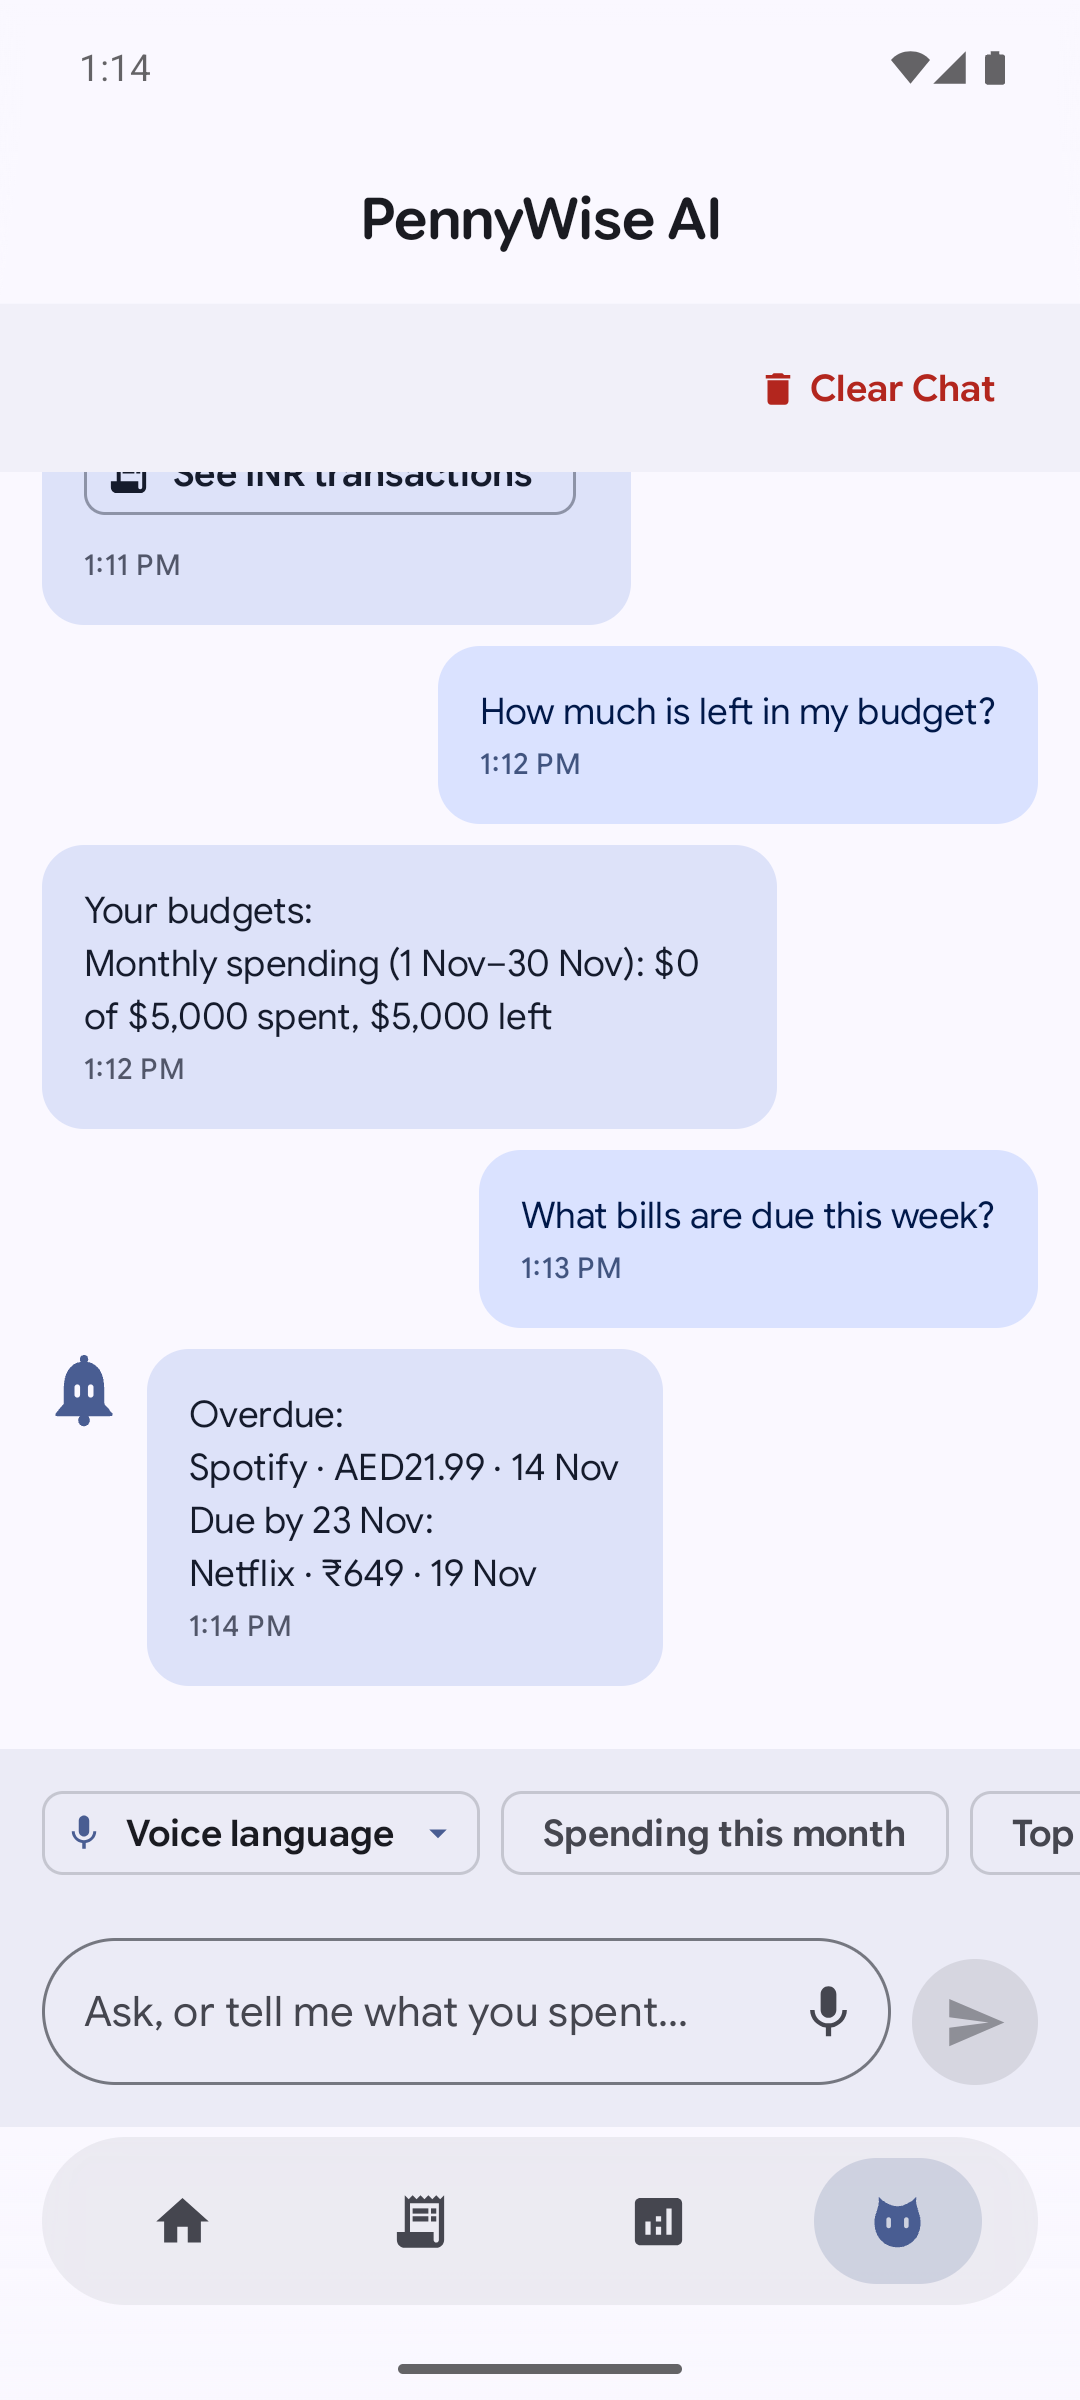 1:14
PennyWise AI
Clear Chat
See INR transactions
1:11 PM
How much is left in my budget?
1:12 PM
Your budgets:
Monthly spending (1 Nov–30 Nov): $0
of $5,000 spent, $5,000 left
1:12 PM
What bills are due this week?
1:13 PM
Overdue:
Spotify · AED21.99 · 14 Nov
Due by 23 Nov:
Netflix · ₹649 · 19 Nov
1:14 PM
Voice language
Spending this month
Top
Ask, or tell me what you spent...